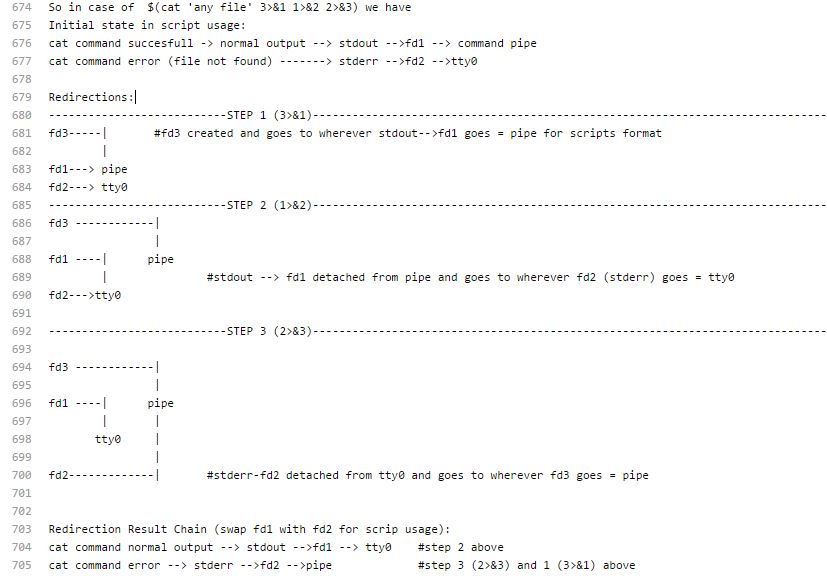 674 So in case of  $(cat 'any file' 3>&1 1>&2 2>&3) we have
675 Initial state in script usage:
676 cat command succesfull -> normal output --> stdout -->fd1 --> command pipe
677 cat command error (file not found) -------> stderr -->fd2 -->tty0
678
679 Redirections:
680 ---------------------------STEP 1 (3>&1)------------------------------------------------------------------------------
681 fd3-----|       #fd3 created and goes to wherever stdout-->fd1 goes = pipe for scripts format
682         |
683 fd1---> pipe
684 fd2---> tty0
685 ---------------------------STEP 2 (1>&2)------------------------------------------------------------------------------
686 fd3 ------------|
687                 |
688 fd1 ----|      pipe
689         |               #stdout --> fd1 detached from pipe and goes to wherever fd2 (stderr) goes = tty0
690 fd2--->tty0
691
692 ---------------------------STEP 3 (2>&3)------------------------------------------------------------------------------
693
694 fd3 ------------|
695                 |
696 fd1 ----|      pipe
697         |       |
698        tty0     |
699                 |
700 fd2-------------|       #stderr-fd2 detached from tty0 and goes to wherever fd3 goes = pipe
701
702
703 Redirection Result Chain (swap fd1 with fd2 for scrip usage):
704 cat command normal output --> stdout -->fd1 --> tty0    #step 2 above
705 cat command error --> stderr -->fd2 -->pipe             #step 3 (2>&3) and 1 (3>&1) above